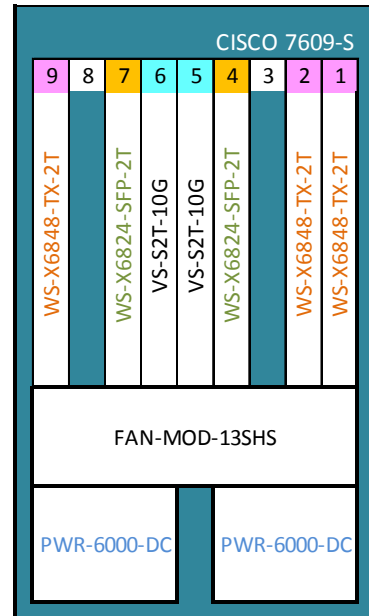 CISCO 7609-S
9 8 7 6 5 4 3 2 1
WS-X6848-TX-2T
WS-X6824-SFP-2T
VS-S2T-10G
VS-S2T-10G
WS-X6824-SFP-2T
WS-X6848-TX-2T
WS-X6848-TX-2T
FAN-MOD-13SHS
PWR-6000-DC PWR-6000-DC